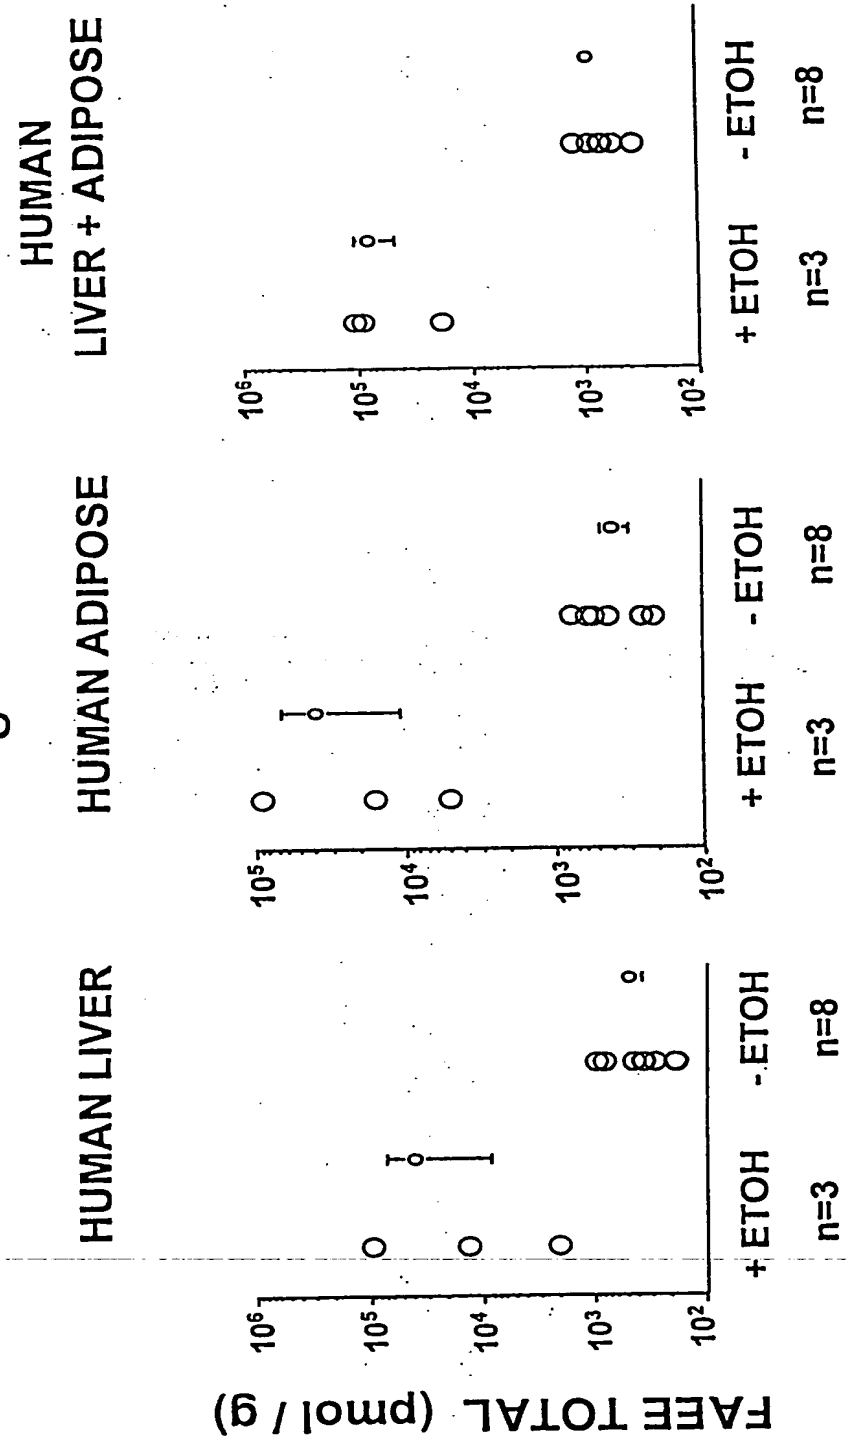 HUMAN LIVER
HUMAN ADIPOSE
HUMAN
LIVER + ADIPOSE
FAEE TOTAL (pmol / g)
10⁶
10⁵
10⁴
10³
10²
+ ETOH - ETOH
n=3 n=8
10⁵
10⁴
10³
10²
+ ETOH - ETOH
n=3 n=8
10⁶
10⁵
10⁴
10³
10²
+ ETOH - ETOH
n=3 n=8